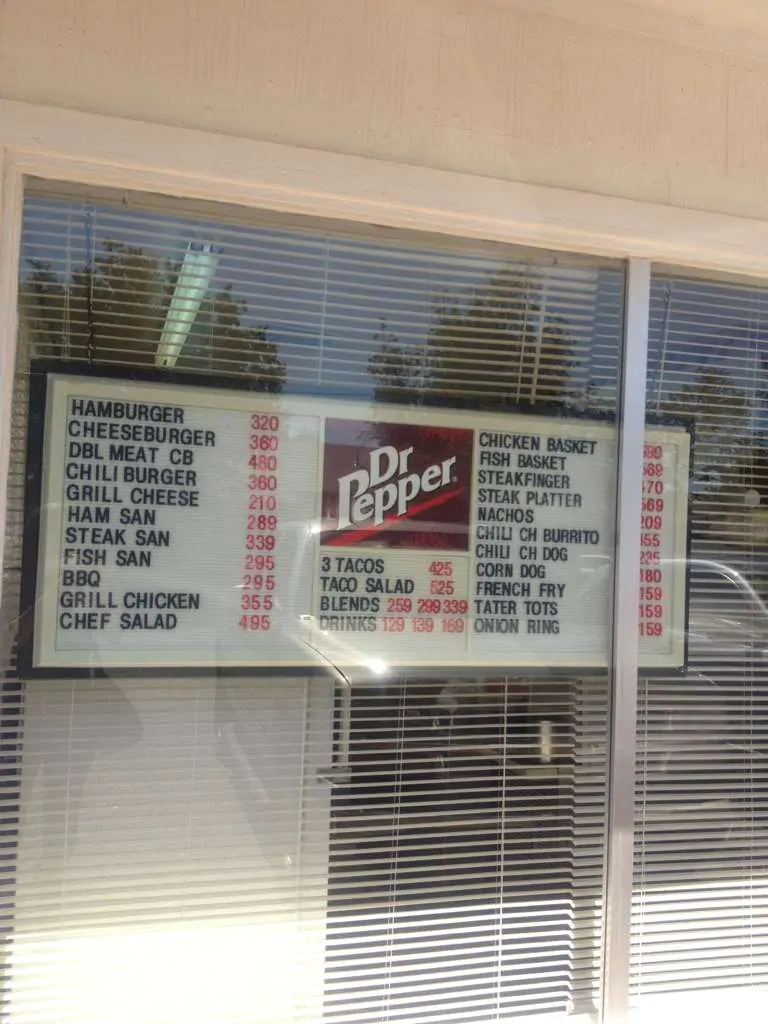 HAMBURGER 320
CHEESEBURGER 360
DBL MEAT CB 480
CHILI BURGER 360
GRILL CHEESE 210
HAM SAN 289
STEAK SAN 339
FISH SAN 295
BBQ 295
GRILL CHICKEN 355
CHEF SALAD 495
Dr
Pepper
3 TACOS 425
TACO SALAD 525
BLENDS 259 299 339
DRINKS 129 139 169
CHICKEN BASKET
FISH BASKET
STEAKFINGER
STEAK PLATTER
NACHOS
CHILI CH BURRITO
CHILI CH DOG
CORN DOG 180
FRENCH FRY 159
TATER TOTS 159
ONION RING 159